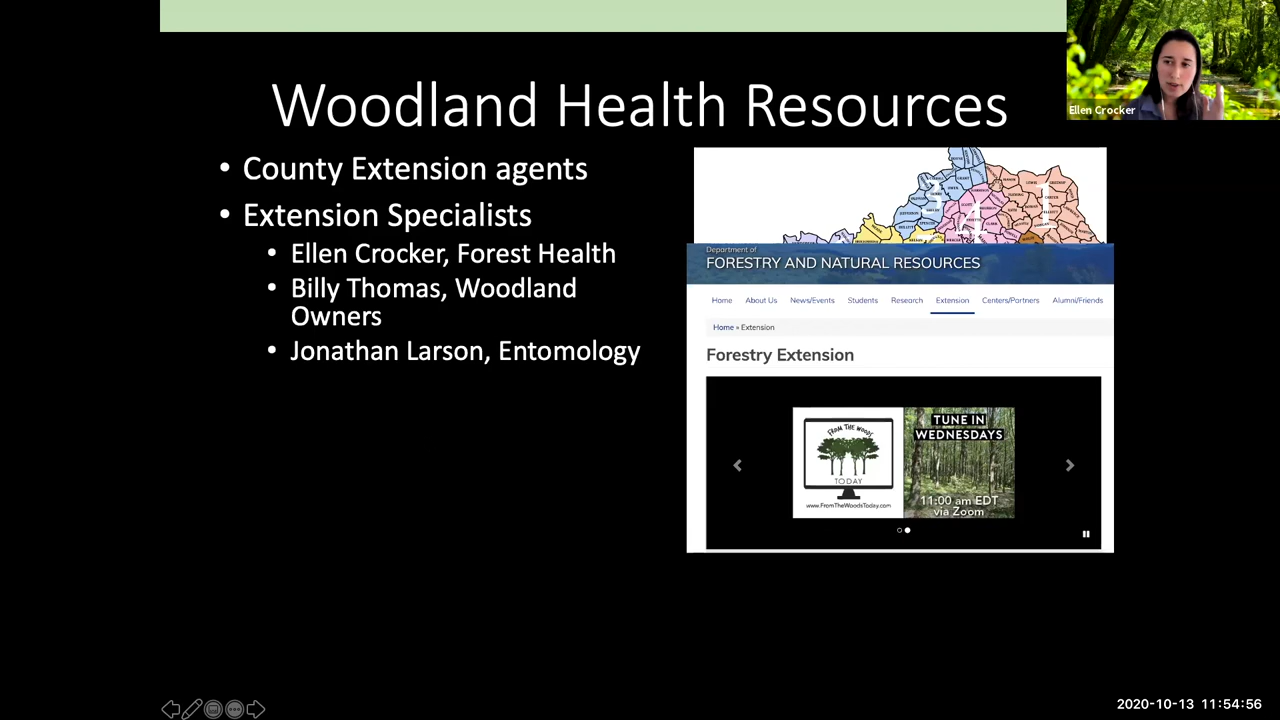 Woodland Health Resources
Ellen Crocker
• County Extension agents
• Extension Specialists
• Ellen Crocker, Forest Health
• Billy Thomas, Woodland
Owners
• Jonathan Larson, Entomology
3
4
1
Department of
FORESTRY AND NATURAL RESOURCES
Home About Us News/Events Students Research Extension Centers/Partners Alumni/Friends
Home » Extension
Forestry Extension
FROM THE WOODS
TODAY
www.FromTheWoodsToday.com
TUNE IN
WEDNESDAYS
11:00 am EDT
via Zoom
2020-10-13 11:54:56